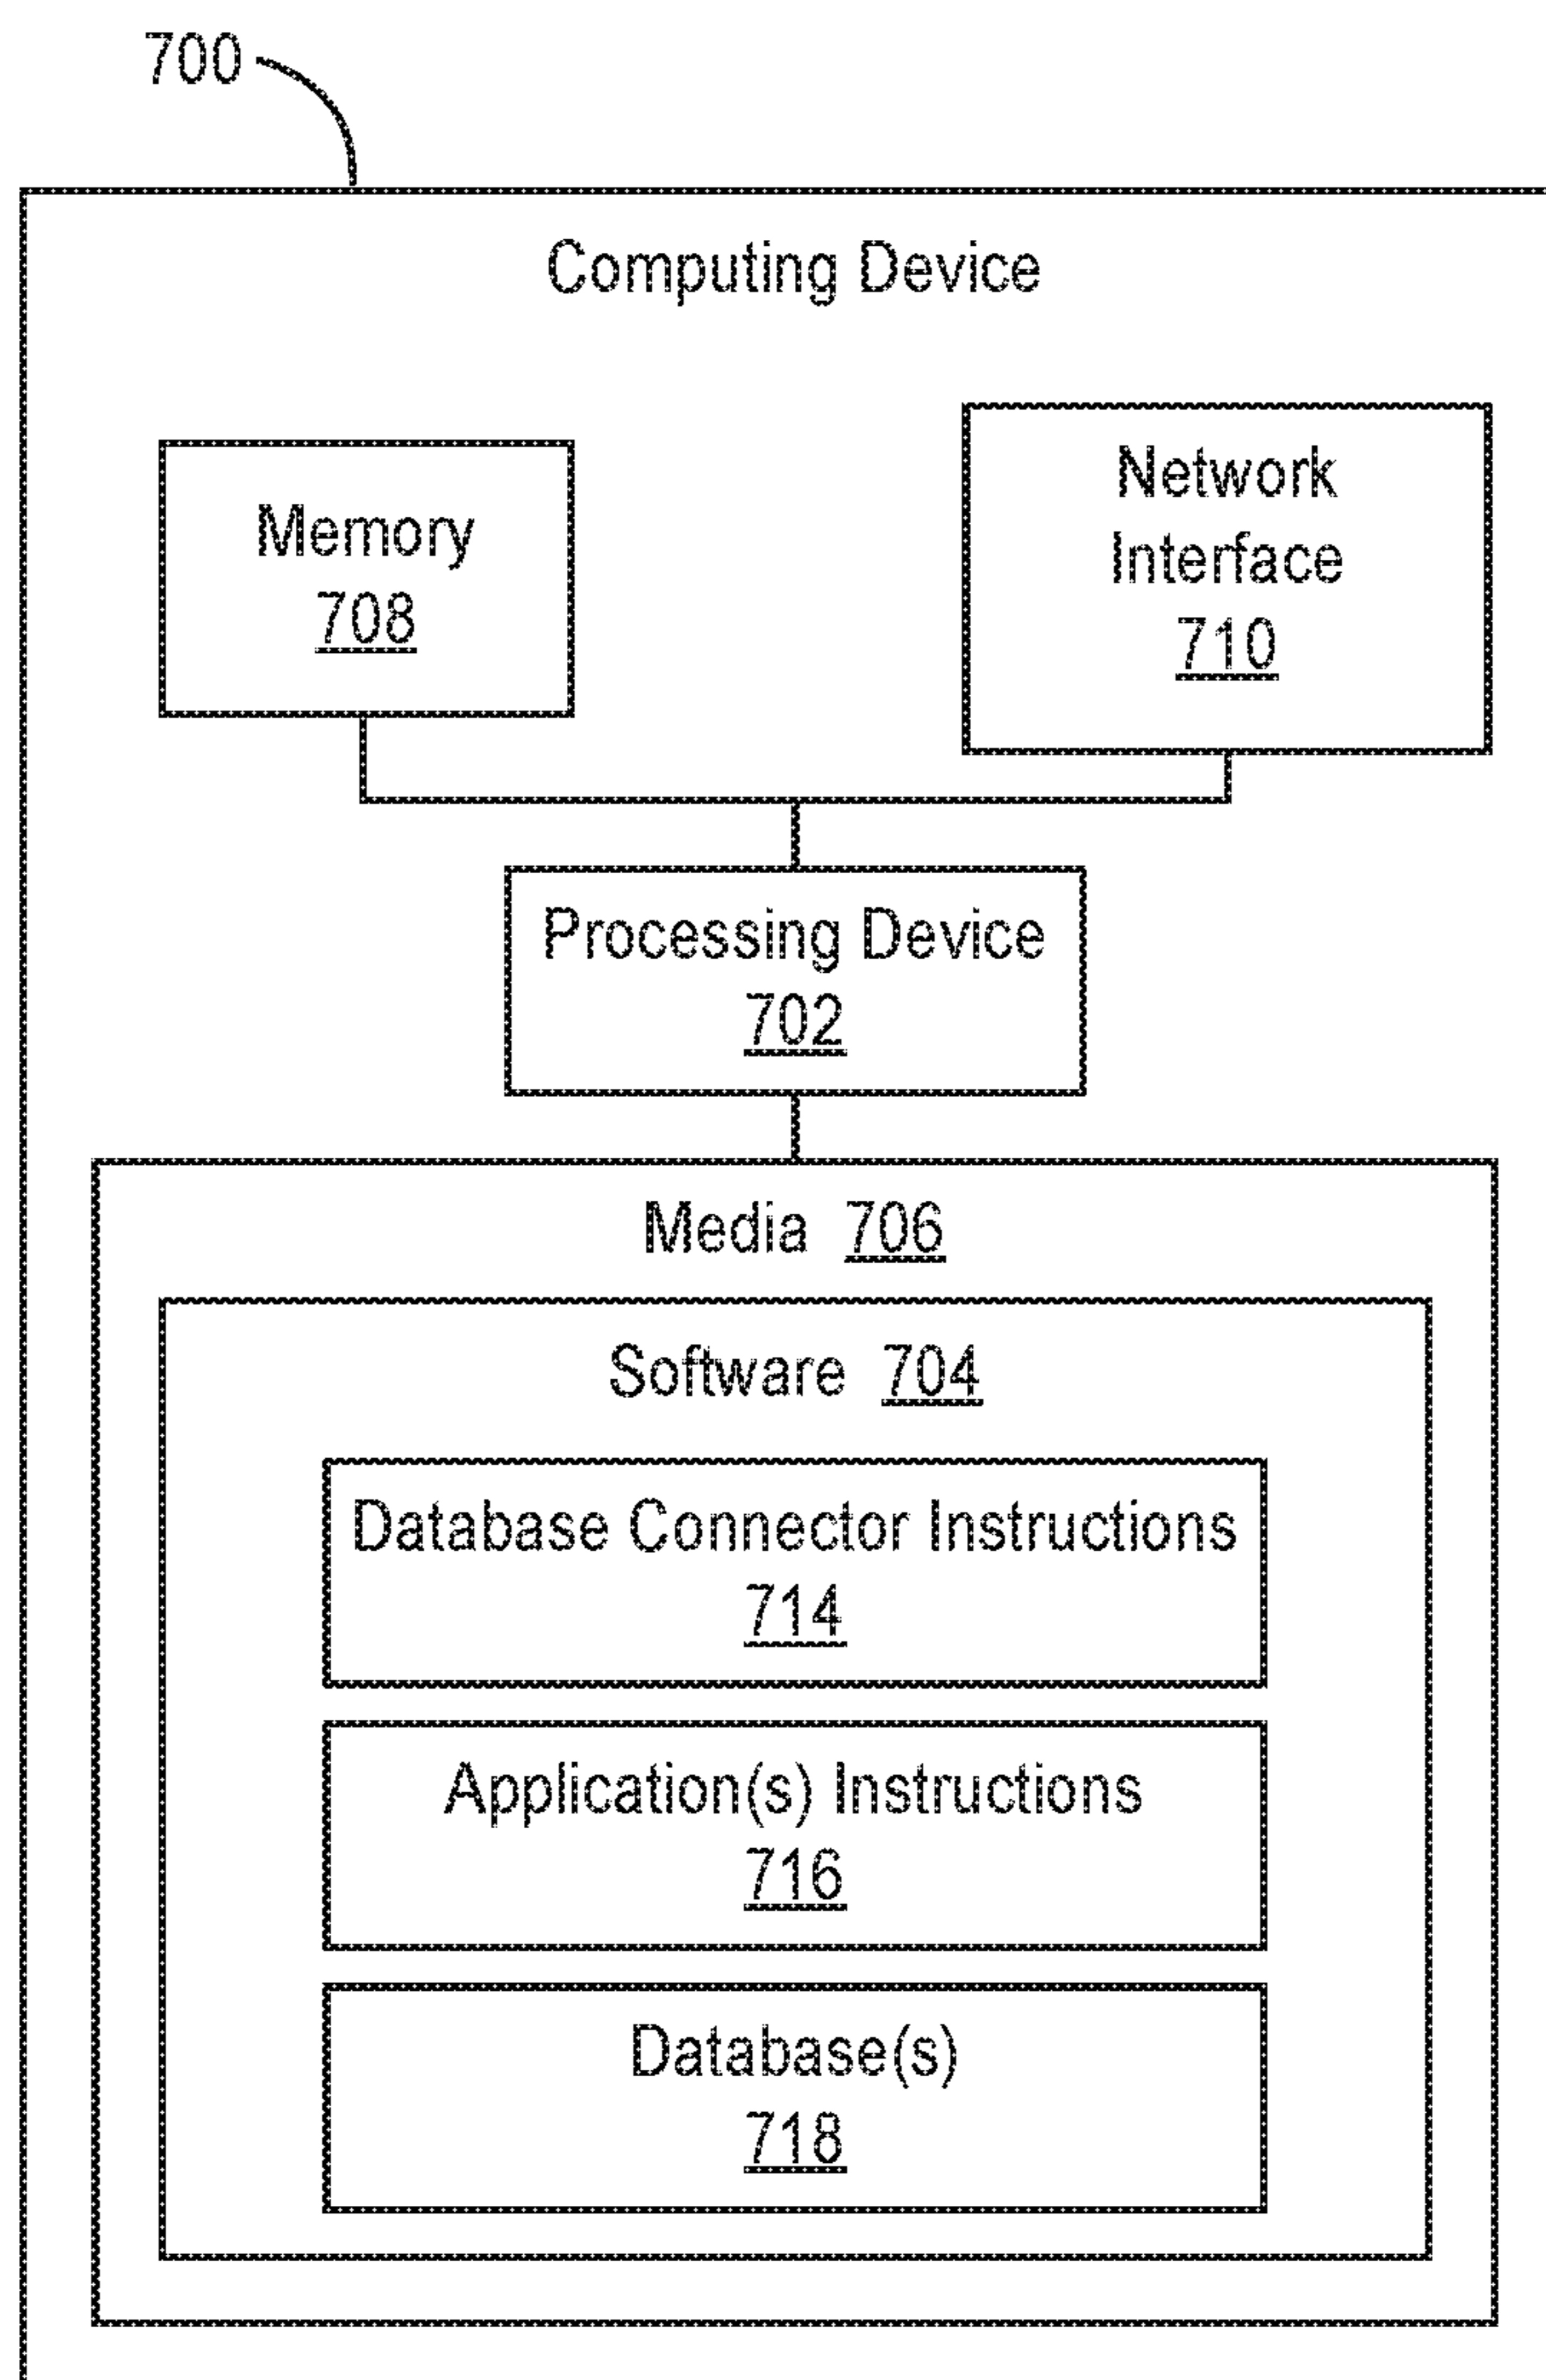 700
Computing Device
Memory
708
Network
Interface
710
Processing Device
702
Media 706
Software 704
Database Connector Instructions
714
Application(s) Instructions
716
Database(s)
718